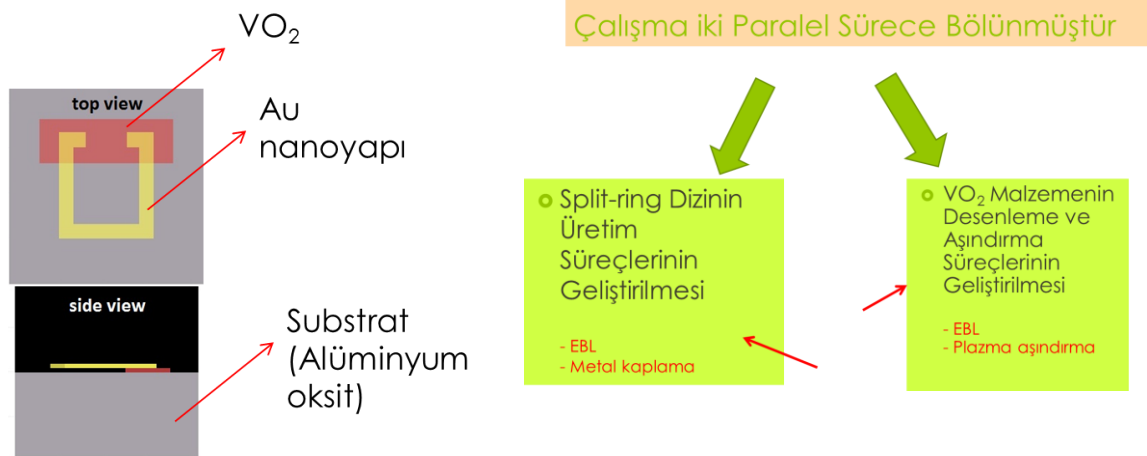 VO₂
top view
Au
nanoyapı
side view
Substrat
(Alüminyum
oksit)
Çalışma iki Paralel Sürece Bölünmüştür
Split-ring Dizinin
Üretim
Süreçlerinin
Geliştirilmesi
- EBL
- Metal kaplama
VO₂ Malzemenin
Desenleme ve
Aşındırma
Süreçlerinin
Geliştirilmesi
- EBL
- Plazma aşındırma